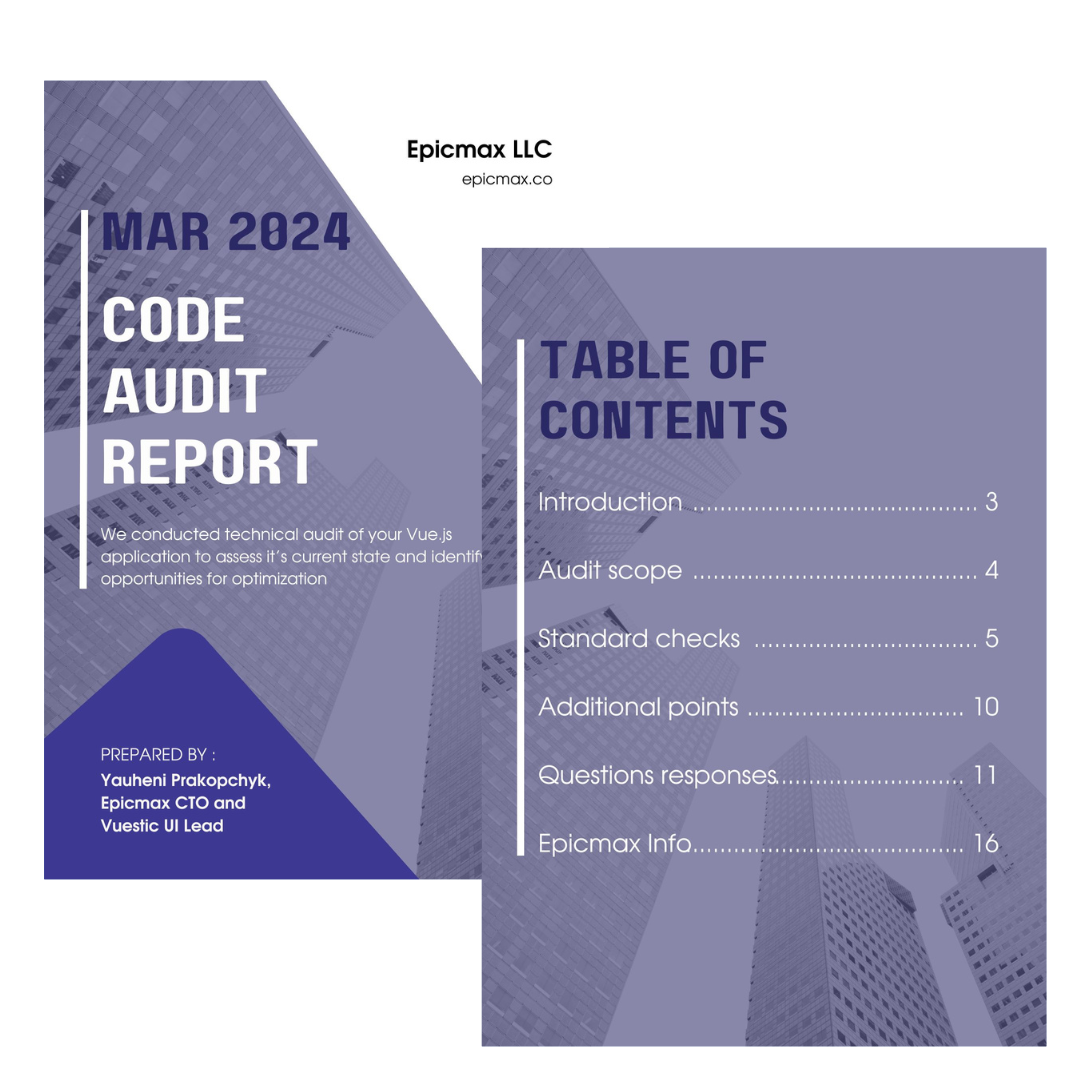 Epicmax LLC
epicmax.co
MAR 2024
CODE
AUDIT
REPORT
We conducted technical audit of your Vue.js
application to assess it's current state and
opportunities for optimization
PREPARED BY :
Yauheni Prakopchyk,
Epicmax CTO and
Vuestic UI Lead
TABLE OF
CONTENTS
Introduction ........................................... 3
Audit scope ........................................... 4
Standard checks .................................. 5
Additional points ................................. 10
Questions responses............................ 11
Epicmax Info......................................... 16